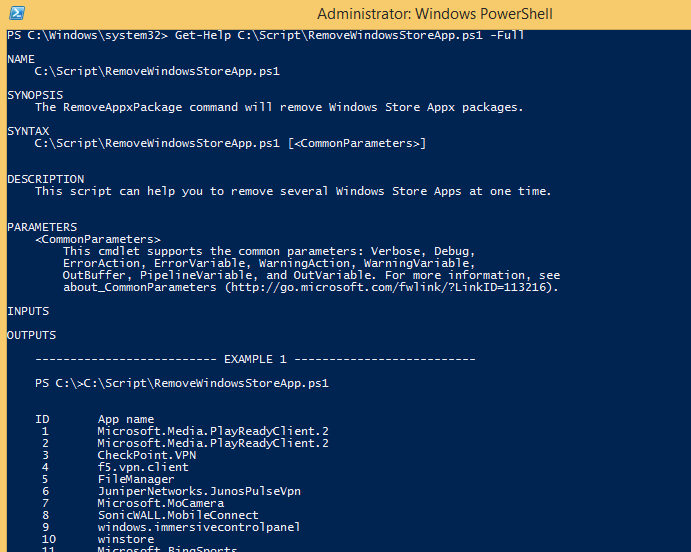 Administrator: Windows PowerShell
PS C:\Windows\system32> Get-Help C:\Script\RemoveWindowsStoreApp.ps1 -Full
NAME
C:\Script\RemoveWindowsStoreApp.ps1
SYNOPSIS
The RemoveAppxPackage command will remove Windows Store Appx packages.
SYNTAX
C:\Script\RemoveWindowsStoreApp.ps1 [<CommonParameters>]
DESCRIPTION
This script can help you to remove several Windows Store Apps at one time.
PARAMETERS
<CommonParameters>
This cmdlet supports the common parameters: Verbose, Debug,
ErrorAction, ErrorVariable, WarningAction, WarningVariable,
OutBuffer, PipelineVariable, and OutVariable. For more information, see
about_CommonParameters (http://go.microsoft.com/fwlink/?LinkID=113216).
INPUTS
OUTPUTS
-------------------------- EXAMPLE 1 --------------------------
PS C:\>C:\Script\RemoveWindowsStoreApp.ps1
ID App name
1 Microsoft.Media.PlayReadyClient.2
2 Microsoft.Media.PlayReadyClient.2
3 CheckPoint.VPN
4 f5.vpn.client
5 FileManager
6 JuniperNetworks.JunosPulseVpn
7 Microsoft.MoCamera
8 SonicWALL.MobileConnect
9 windows.immersivecontrolpanel
10 winstore
11 Microsoft.BingSports